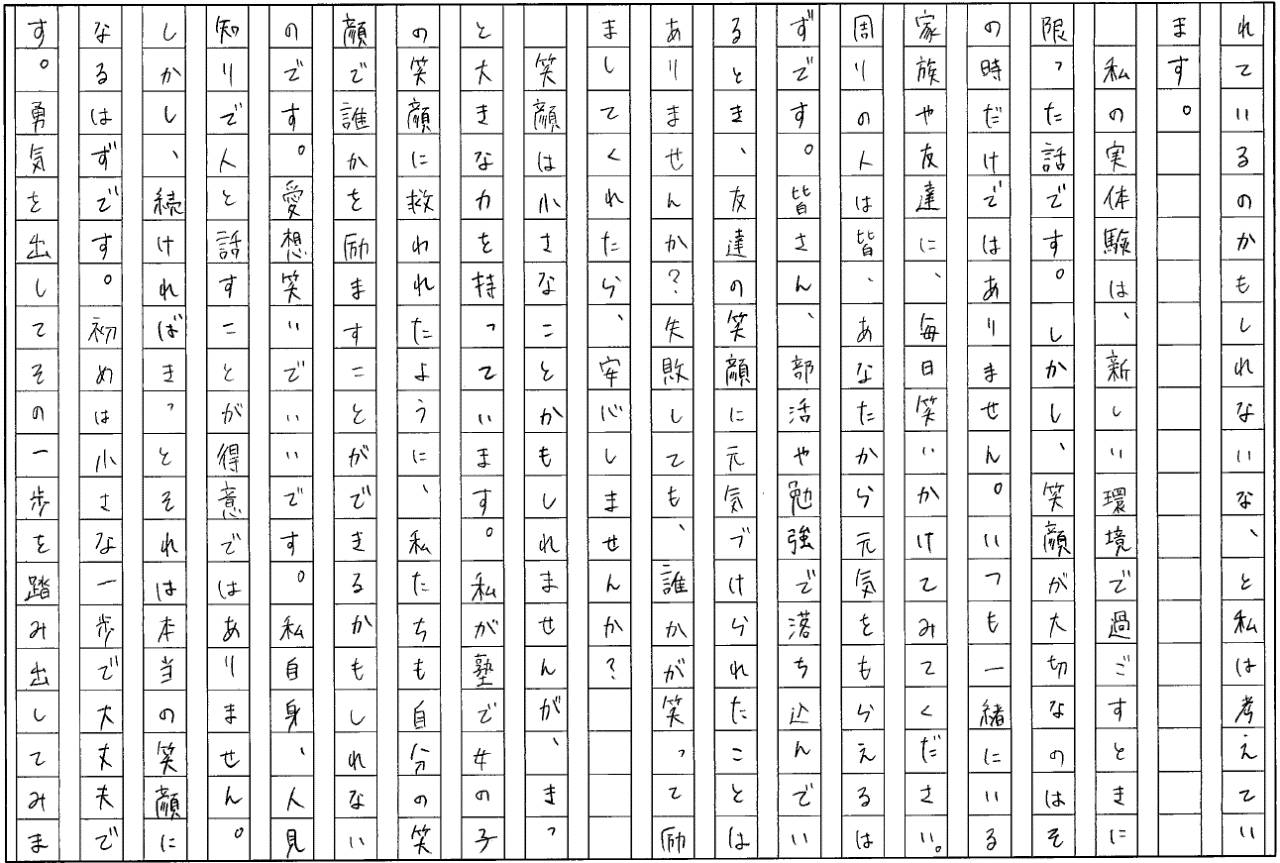 れているのかもしれないな、と私は考えてい
ます。
私の実体験は、新しい環境で過ごすときに
限った話です。しかし、笑顔が大切なのはそ
の時だけではありません。いつも一緒にいる
家族や友達に、毎日笑いかけてみてください。
周りの人は皆、あなたから元気をもらえるは
ずです。皆さん、部活や勉強で落ち込んでい
るとき、友達の笑顔に元気づけられたことは
ありませんか?失敗しても、誰かが笑って励
ましてくれたら、安心しませんか?
笑顔は小さなことかもしれませんが、きっ
と大きな力を持っています。私が塾で女の子
の笑顔に救われたように、私たちも自分の笑
顔で誰かを励ますことができるかもしれない
のです。愛想笑いでいいです。私自身、人見
知りで人と話すことが得意ではありません。
しかし、続ければきっとそれは本当の笑顔に
なるはずです。初めは小さな一歩で大丈夫で
す。勇気を出してその一歩を踏み出してみま